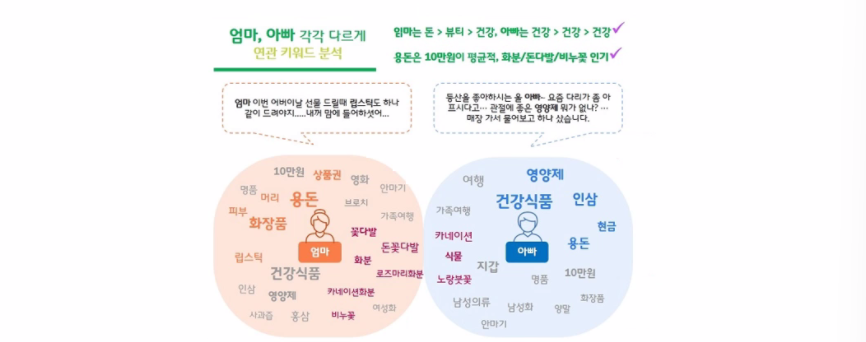 엄마, 아빠 각각 다르게
연관 키워드 분석
엄마는 돈 > 뷰티 > 건강, 아빠는 건강 > 건강 > 건강
용돈은 10만원이 평균적, 화분/돈다발/비누꽃 인기
엄마 이번 어버이날 선물 드릴때 립스틱도 하나
같이 드려야지.....내꺼 맘에 들어하셧어...
등산을 좋아하시는 울 아빠~ 요즘 다리가 좀 아
프시다고… 관절에 좋은 영양제 뭐가 없나? …
매장 가서 물어보고 하나 샀습니다.
10만원
상품권
영화
안마기
명품
머리
용돈
브로치
피부
화장품
가족여행
꽃다발
돈꽃다발
엄마
립스틱
화분
건강식품
로즈마리화분
인삼
영양제
카네이션화분
사과즙
홍삼
비누꽃
여성화
여행
영양제
건강식품
인삼
가족여행
현금
카네이션
용돈
아빠
식물
지갑
노랑붓꽃
명품
10만원
남성의류
남성화
양말
화장품
안마기